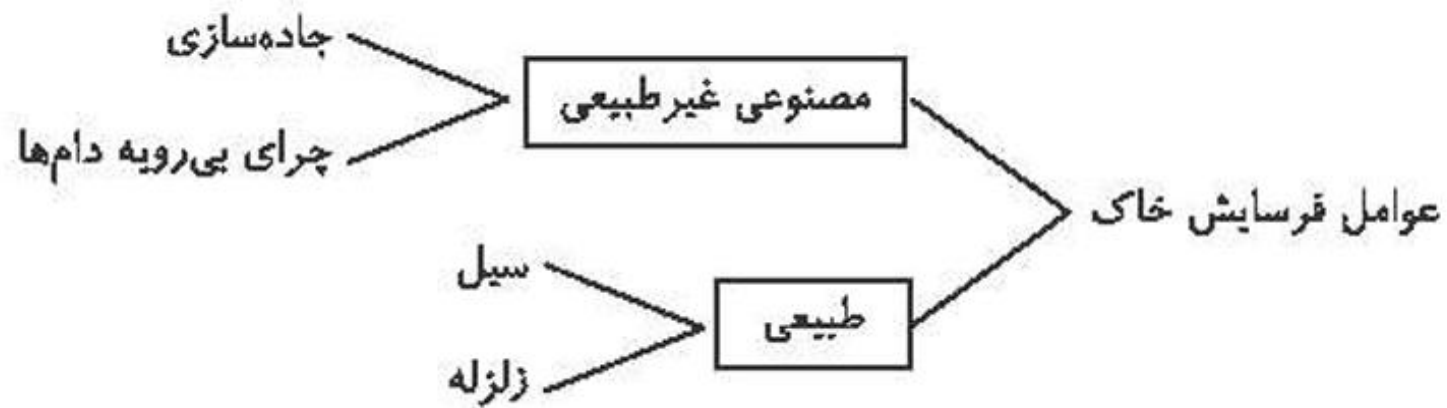 عوامل فرسایش خاک
مصنوعی غیرطبیعی
جاده‌سازی
چرای بی‌رویه دام‌ها
طبیعی
سیل
زلزله